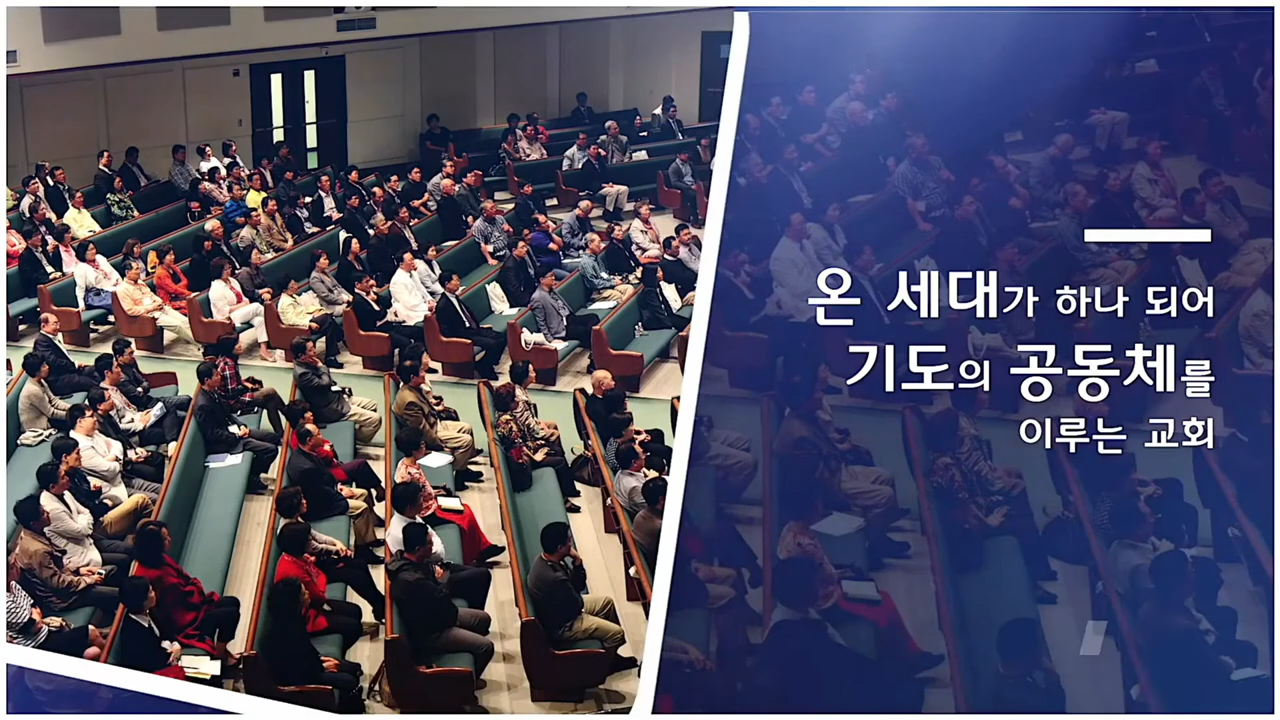 온 세대가 하나 되어
기도의 공동체를
이루는 교회